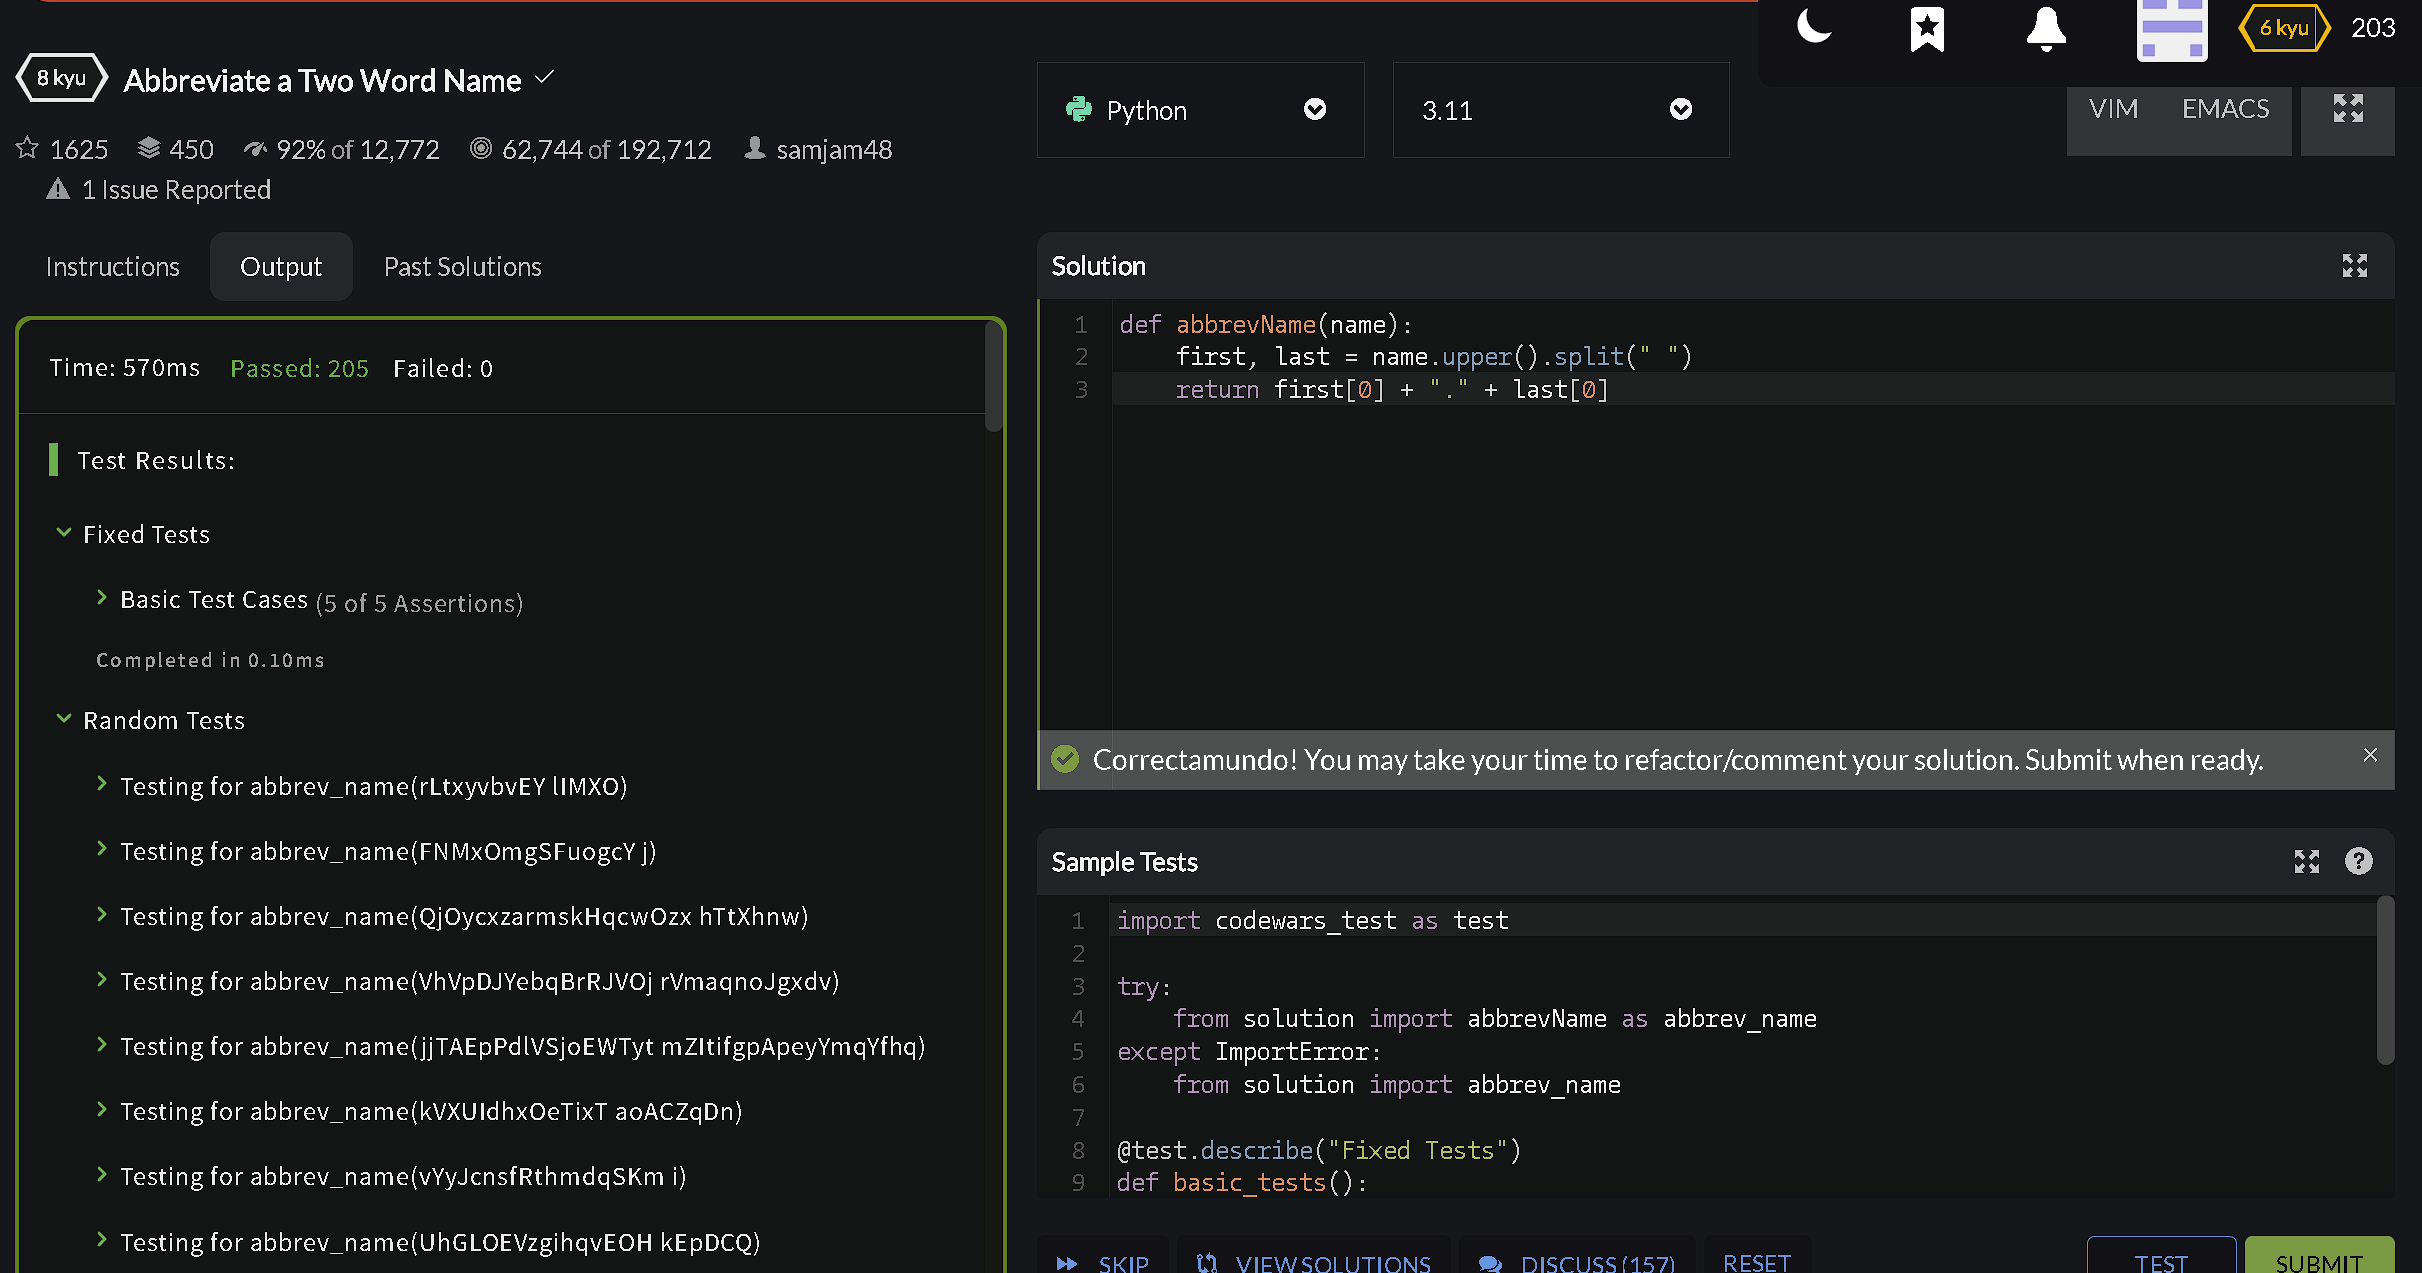 6 kyu 203
8 kyu Abbreviate a Two Word Name
1625 450 92% of 12,772 62,744 of 192,712 samjam48
1 Issue Reported
Python 3.11 VIM EMACS
Instructions Output Past Solutions
Time: 570ms Passed: 205 Failed: 0
Test Results:
Fixed Tests
Basic Test Cases (5 of 5 Assertions)
Completed in 0.10ms
Random Tests
Testing for abbrev_name(rLtxyvbvEY lIMXO)
Testing for abbrev_name(FNMxOmgSFuogcY j)
Testing for abbrev_name(QjOycxzarmskHqcwOzx hTtXhnw)
Testing for abbrev_name(VhVpDJYebqBrRJVOj rVmaqnoJgxdv)
Testing for abbrev_name(jjTAEpPdlVSjoEWTyt mZItifgpApeyYmqYfhq)
Testing for abbrev_name(kVXUIdhxOeTixT aoACZqDn)
Testing for abbrev_name(vYyJcnsfRthmdqSKm i)
Testing for abbrev_name(UhGLOEVzgihqvEOH kEpDCQ)
Solution
1 def abbrevName(name):
2     first, last = name.upper().split(" ")
3     return first[0] + "." + last[0]
Correctamundo! You may take your time to refactor/comment your solution. Submit when ready.
Sample Tests
1 import codewars_test as test
2
3 try:
4     from solution import abbrevName as abbrev_name
5 except ImportError:
6     from solution import abbrev_name
7
8 @test.describe("Fixed Tests")
9 def basic_tests():
SKIP VIEW SOLUTIONS DISCUSS (157) RESET TEST SUBMIT